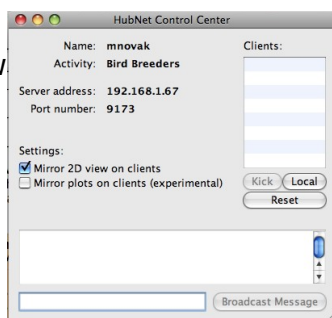 HubNet Control Center
Name: mnovak
Activity: Bird Breeders
Server address: 192.168.1.67
Port number: 9173
Clients:
Settings:
Mirror 2D view on clients
Mirror plots on clients (experimental)
Kick Local
Reset
Broadcast Message